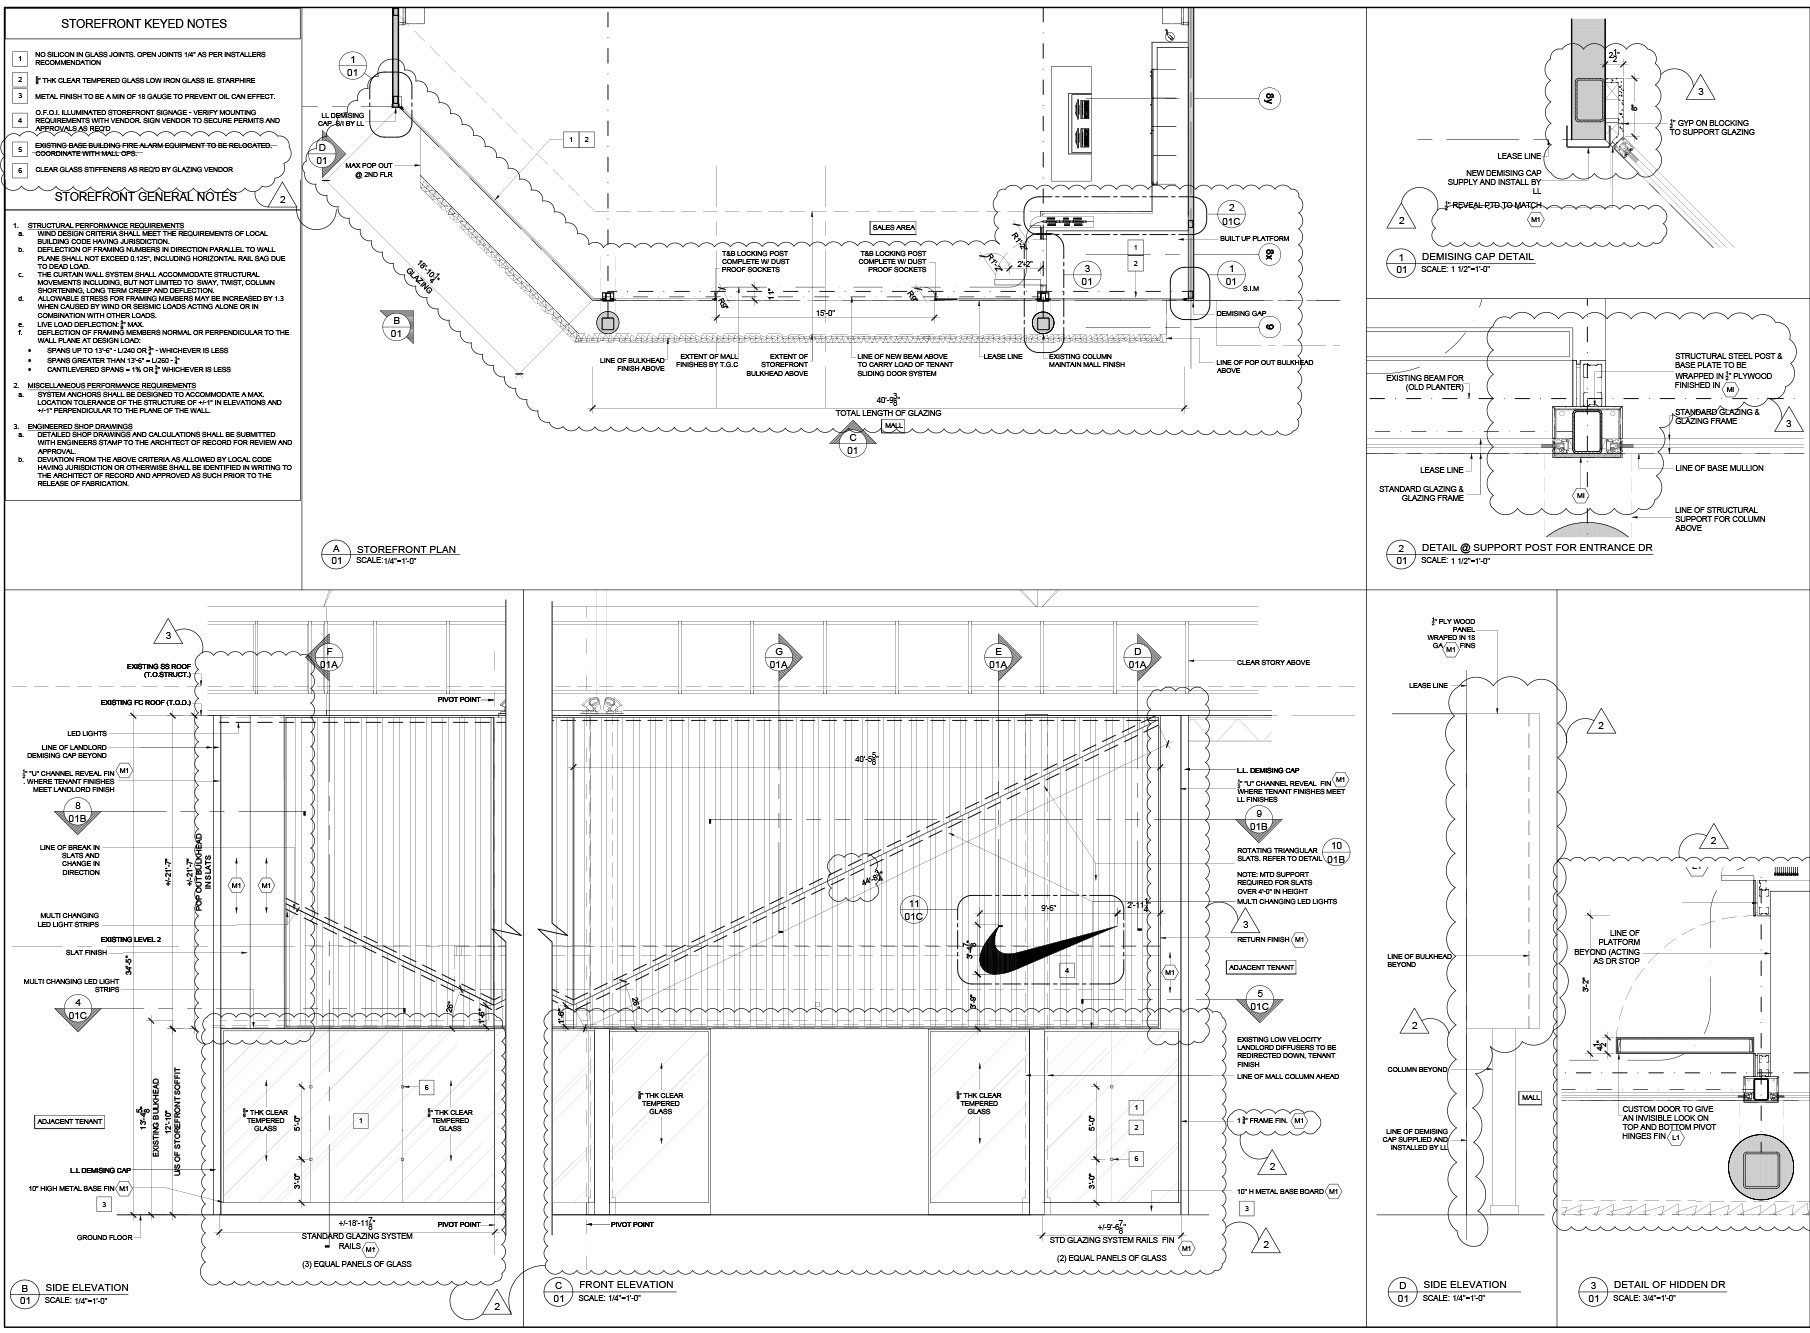 STOREFRONT KEYED NOTES
1 NO SILICON IN GLASS JOINTS. OPEN JOINTS 1/4" AS PER INSTALLERS
RECOMMENDATION
2 THK CLEAR TEMPERED GLASS LOW IRON GLASS IE. STARPHIRE
3 METAL FINISH TO BE A MIN OF 18 GAUGE TO PREVENT OIL CAN EFFECT.
4 O.F.O.I. ILLUMINATED STOREFRONT SIGNAGE - VERIFY MOUNTING
REQUIREMENTS WITH VENDOR. SIGN VENDOR TO SECURE PERMITS AND
APPROVALS AS REQ'D
5 EXISTING BASE BUILDING FIRE ALARM EQUIPMENT TO BE RELOCATED.
COORDINATE WITH MALL OPS.
6 CLEAR GLASS STIFFENERS AS REQ'D BY GLAZING VENDOR
2
STOREFRONT GENERAL NOTES
1. STRUCTURAL PERFORMANCE REQUIREMENTS
a. WIND DESIGN CRITERIA SHALL MEET THE REQUIREMENTS OF LOCAL
BUILDING CODE HAVING JURISDICTION.
b. DEFLECTION OF FRAMING NUMBERS IN DIRECTION PARALLEL TO WALL
PLANE SHALL NOT EXCEED 0.125", INCLUDING HORIZONTAL RAIL SAG DUE
TO DEAD LOAD.
c. THE CURTAIN WALL SYSTEM SHALL ACCOMMODATE STRUCTURAL
MOVEMENTS INCLUDING, BUT NOT LIMITED TO SWAY, TWIST, COLUMN
SHORTENING, LONG TERM CREEP AND DEFLECTION.
d. ALLOWABLE STRESS FOR FRAMING MEMBERS MAY BE INCREASED BY 1.3
WHEN CAUSED BY WIND OR SEISMIC LOADS ACTING ALONE OR IN
COMBINATION WITH OTHER LOADS.
e. LIVE LOAD DEFLECTION: MAX.
f. DEFLECTION OF FRAMING MEMBERS NORMAL OR PERPENDICULAR TO THE
WALL PLANE AT DESIGN LOAD:
• SPANS UP TO 13'-6" - L/240 OR - WHICHEVER IS LESS
• SPANS GREATER THAN 13'-6" = L/260 -
• CANTILEVERED SPANS = 1% OR WHICHEVER IS LESS
2. MISCELLANEOUS PERFORMANCE REQUIREMENTS
a. SYSTEM ANCHORS SHALL BE DESIGNED TO ACCOMMODATE A MAX.
LOCATION TOLERANCE OF THE STRUCTURE OF +/-1" IN ELEVATIONS AND
+/-1" PERPENDICULAR TO THE PLANE OF THE WALL.
3. ENGINEERED SHOP DRAWINGS
a. DETAILED SHOP DRAWINGS AND CALCULATIONS SHALL BE SUBMITTED
WITH ENGINEERS STAMP TO THE ARCHITECT OF RECORD FOR REVIEW AND
APPROVAL.
b. DEVIATION FROM THE ABOVE CRITERIA AS ALLOWED BY LOCAL CODE
HAVING JURISDICTION OR OTHERWISE SHALL BE IDENTIFIED IN WRITING TO
THE ARCHITECT OF RECORD AND APPROVED AS SUCH PRIOR TO THE
RELEASE OF FABRICATION.
1
01
LL DEMISING
CAP. S/I BY LL
D
01
MAX POP OUT
@ 2ND FLR
1 2
8y
B
01
GLAZING
SALES AREA
T&B LOCKING POST
COMPLETE W/ DUST
PROOF SOCKETS
T&B LOCKING POST
COMPLETE W/ DUST
PROOF SOCKETS
R1'-2"
R1'-2"
2'-2"
1
2
2
01C
BUILT UP PLATFORM
8x
3
01
1
01
S.I.M
DEMISING GAP
9
R9"
15'-0"
R9"
LINE OF BULKHEAD
FINISH ABOVE
EXTENT OF MALL
FINISHES BY T.G.C
EXTENT OF
STOREFRONT
BULKHEAD ABOVE
LINE OF NEW BEAM ABOVE
TO CARRY LOAD OF TENANT
SLIDING DOOR SYSTEM
LEASE LINE
EXISTING COLUMN
MAINTAIN MALL FINISH
LINE OF POP OUT BULKHEAD
ABOVE
40'-9 3/8"
TOTAL LENGTH OF GLAZING
MALL
C
01
A
01
STOREFRONT PLAN
SCALE: 1/4"=1'-0"
2 1/2"
3
6"
GYP ON BLOCKING
TO SUPPORT GLAZING
LEASE LINE
NEW DEMISING CAP
SUPPLY AND INSTALL BY
LL
REVEAL PTD TO MATCH
M1
2
1
01
DEMISING CAP DETAIL
SCALE: 1 1/2"=1'-0"
STRUCTURAL STEEL POST &
BASE PLATE TO BE
WRAPPED IN PLYWOOD
FINISHED IN MI
EXISTING BEAM FOR
(OLD PLANTER)
STANDARD GLAZING &
GLAZING FRAME
3
LEASE LINE
LINE OF BASE MULLION
STANDARD GLAZING &
GLAZING FRAME
MI
LINE OF STRUCTURAL
SUPPORT FOR COLUMN
ABOVE
2
01
DETAIL @ SUPPORT POST FOR ENTRANCE DR
SCALE: 1 1/2"=1'-0"
3
EXISTING SS ROOF
(T.O.STRUCT.)
EXISTING FC ROOF (T.O.D.)
F
01A
PIVOT POINT
LED LIGHTS
LINE OF LANDLORD
DEMISING CAP BEYOND
"U" CHANNEL REVEAL FIN M1
. WHERE TENANT FINISHES
MEET LANDLORD FINISH
8
01B
LINE OF BREAK IN
SLATS AND
CHANGE IN
DIRECTION
+/-21'-7"
+/-21'-7"
POP OUT BULKHEAD
IN SLATS
M1
M1
MULTI CHANGING
LED LIGHT STRIPS
EXISTING LEVEL 2
SLAT FINISH
34'-5"
MULTI CHANGING LED LIGHT
STRIPS
4
01C
26°
1'-6"
13'-4 5/8"
EXISTING BULKHEAD
12'-10"
U/S OF STOREFRONT SOFFIT
ADJACENT TENANT
THK CLEAR
TEMPERED
GLASS
5'-0"
1
6
THK CLEAR
TEMPERED
GLASS
L.L DEMISING CAP
10" HIGH METAL BASE FIN M1
3
3'-0"
GROUND FLOOR
+/-18'-11 7/8"
PIVOT POINT
STANDARD GLAZING SYSTEM
RAILS M1
(3) EQUAL PANELS OF GLASS
B
01
SIDE ELEVATION
SCALE: 1/4"=1'-0"
2
G
01A
E
01A
D
01A
CLEAR STORY ABOVE
40'-5 5/8"
L.L. DEMISING CAP
"U" CHANNEL REVEAL FIN M1
WHERE TENANT FINISHES MEET
LL FINISHES
9
01B
ROTATING TRIANGULAR
SLATS. REFER TO DETAIL
10
01B
NOTE: MTD SUPPORT
REQUIRED FOR SLATS
OVER 4'-0" IN HEIGHT
MULTI CHANGING LED LIGHTS
11
01C
9'-6"
3
RETURN FINISH M1
4
M1
ADJACENT TENANT
26°
1'-6"
3'-9"
5
01C
EXISTING LOW VELOCITY
LANDLORD DIFFUSERS TO BE
REDIRECTED DOWN, TENANT
FINISH
LINE OF MALL COLUMN AHEAD
THK CLEAR
TEMPERED
GLASS
THK CLEAR
TEMPERED
GLASS
5'-0"
1
2
6
FRAME FIN. M1
2
3'-0"
10" H METAL BASE BOARD M1
3
PIVOT POINT
+/-9'-6 7/8"
STD GLAZING SYSTEM RAILS FIN
M1
(2) EQUAL PANELS OF GLASS
2
C
01
FRONT ELEVATION
SCALE: 1/4"=1'-0"
PLY WOOD
PANEL
WRAPED IN 18
GA M1 FINS
LEASE LINE
2
LINE OF BULKHEAD
BEYOND
2
COLUMN BEYOND
MALL
LINE OF DEMISING
CAP SUPPLIED AND
INSTALLED BY LL
D
01
SIDE ELEVATION
SCALE: 1/4"=1'-0"
2
LINE OF
PLATFORM
BEYOND (ACTING
AS DR STOP
3'-2"
4 1/2"
CUSTOM DOOR TO GIVE
AN INVISIBLE LOOK ON
TOP AND BOTTOM PIVOT
HINGES FIN L1
3
01
DETAIL OF HIDDEN DR
SCALE: 3/4"=1'-0"